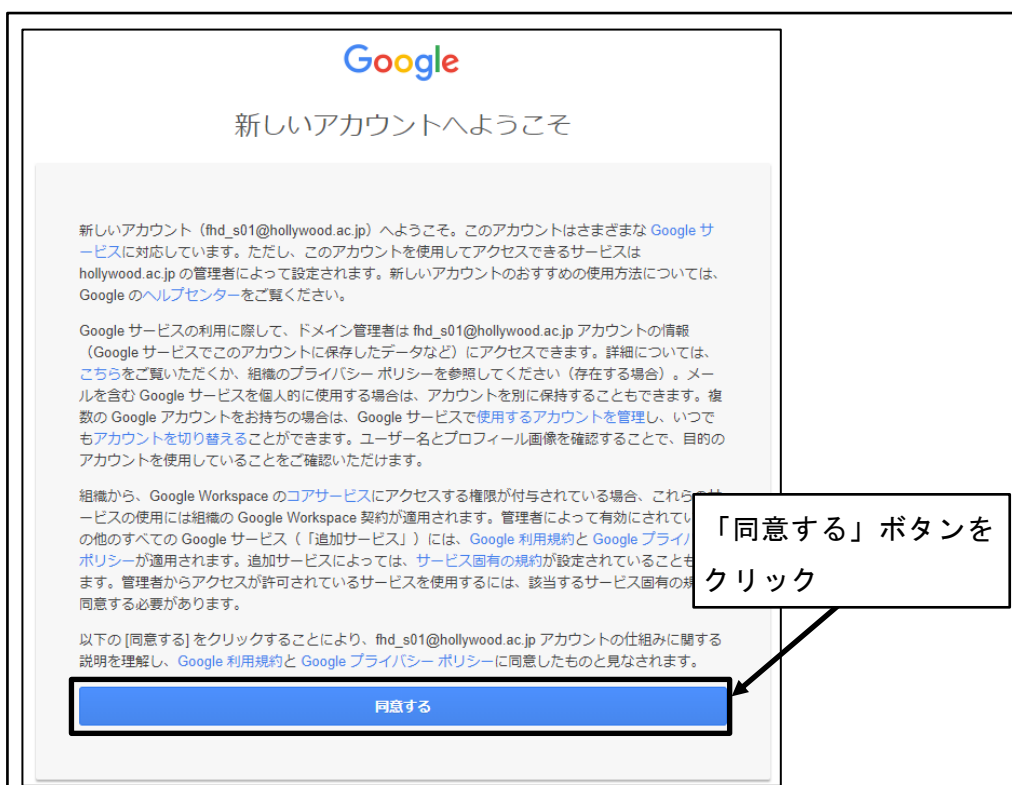 Google
新しいアカウントへようこそ
新しいアカウント（fhd_s01@hollywood.ac.jp）へようこそ。このアカウントはさまざまな Google サ
ービスに対応しています。ただし、このアカウントを使用してアクセスできるサービスは
hollywood.ac.jp の管理者によって設定されます。新しいアカウントのおすすめの使用方法については、
Google のヘルプセンターをご覧ください。
Google サービスの利用に際して、ドメイン管理者は fhd_s01@hollywood.ac.jp アカウントの情報
（Google サービスでこのアカウントに保存したデータなど）にアクセスできます。詳細については、
こちらをご覧いただくか、組織のプライバシー ポリシーを参照してください（存在する場合）。メー
ルを含む Google サービスを個人的に使用する場合は、アカウントを別に保持することもできます。複
数の Google アカウントをお持ちの場合は、Google サービスで使用するアカウントを管理し、いつで
もアカウントを切り替えることができます。ユーザー名とプロフィール画像を確認することで、目的の
アカウントを使用していることをご確認いただけます。
組織から、Google Workspace のコアサービスにアクセスする権限が付与されている場合、これらの
ービスの使用には組織の Google Workspace 契約が適用されます。管理者によって有効にされてい
の他のすべての Google サービス（「追加サービス」）には、Google 利用規約と Google プライバ
ポリシーが適用されます。追加サービスによっては、サービス固有の規約が設定されていることも
ます。管理者からアクセスが許可されているサービスを使用するには、該当するサービス固有の
同意する必要があります。
「同意する」ボタンを
クリック
以下の [同意する] をクリックすることにより、fhd_s01@hollywood.ac.jp アカウントの仕組みに関する
説明を理解し、Google 利用規約と Google プライバシー ポリシーに同意したものと見なされます。
同意する